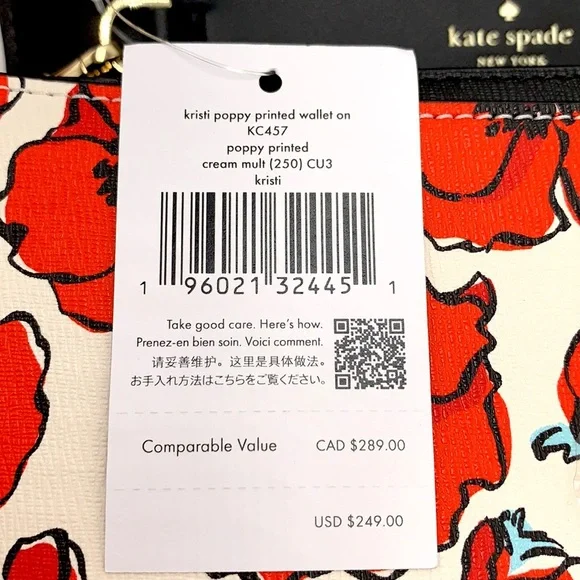 kate spade
NEW YORK
kristi poppy printed wallet on
KC457
poppy printed
cream mult (250) CU3
kristi
1 96021 32445 1
Take good care. Here's how.
Prenez-en bien soin. Voici comment.
请妥善维护。这里是具体做法。
お手入れ方法はこちらをご覧ください。
Comparable Value CAD $289.00
USD $249.00